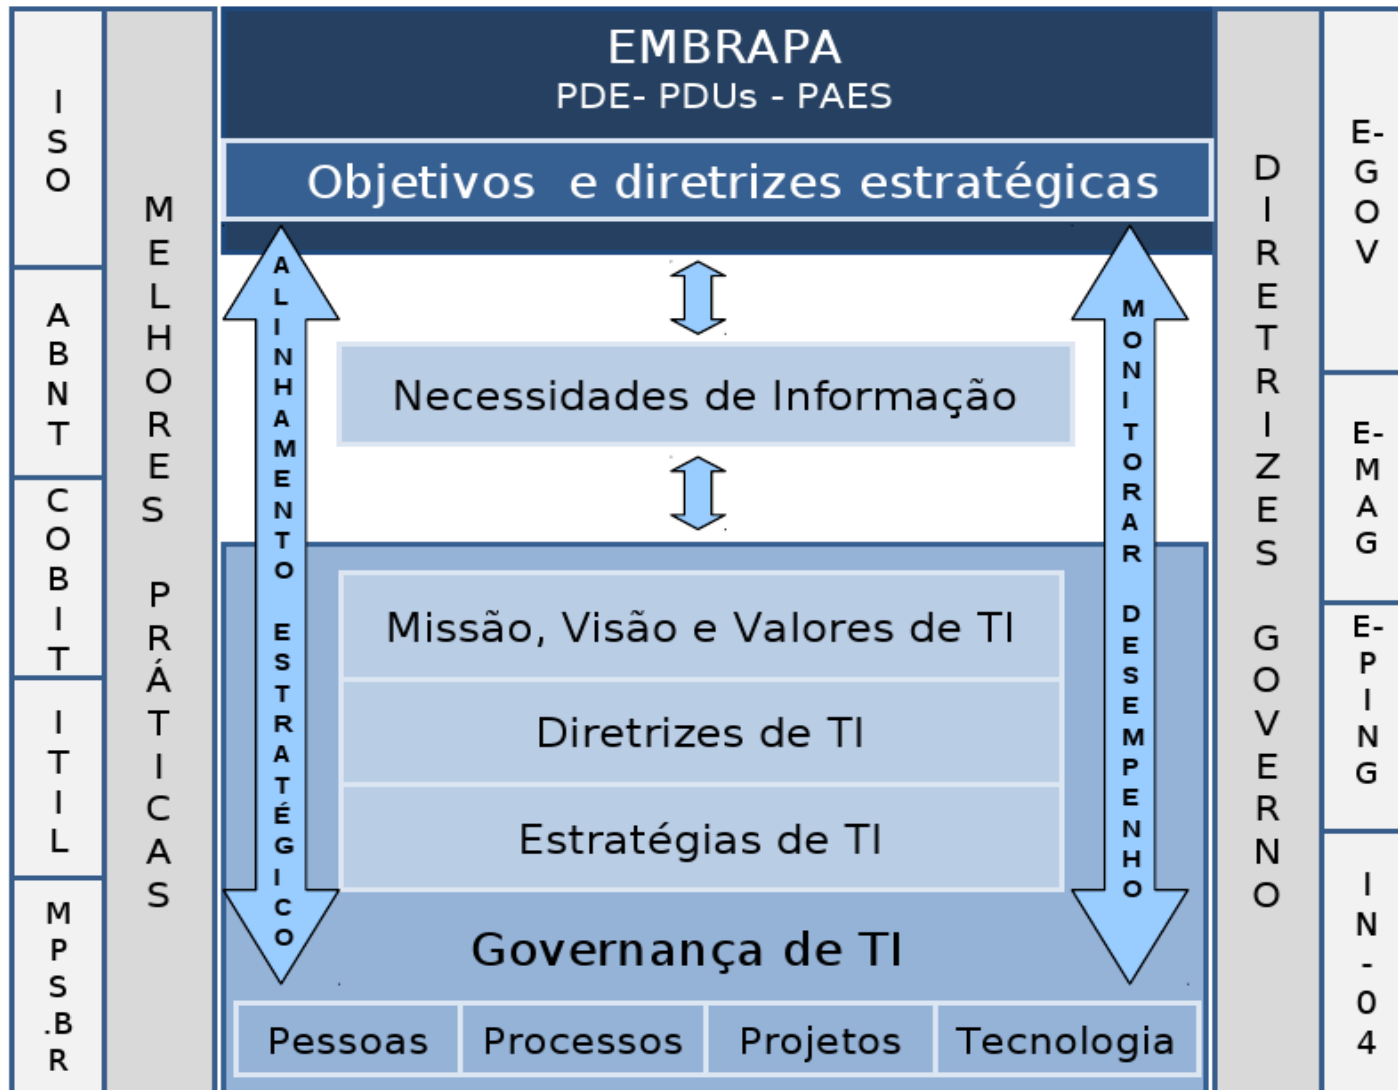 EMBRAPA
PDE- PDUs - PAES
Objetivos e diretrizes estratégicas
Necessidades de Informação
Missão, Visão e Valores de TI
Diretrizes de TI
Estratégias de TI
Governança de TI
Pessoas
Processos
Projetos
Tecnologia
ISO
ABNT
COBIT
ITIL
MPS.BR
MELHORES PRÁTICAS
ALINHAMENTO ESTRATÉGICO
MONITORAR DESEMPENHO
DIRETRIZES GOVERNO
E-GOV
E-MAG
E-PING
IN-04